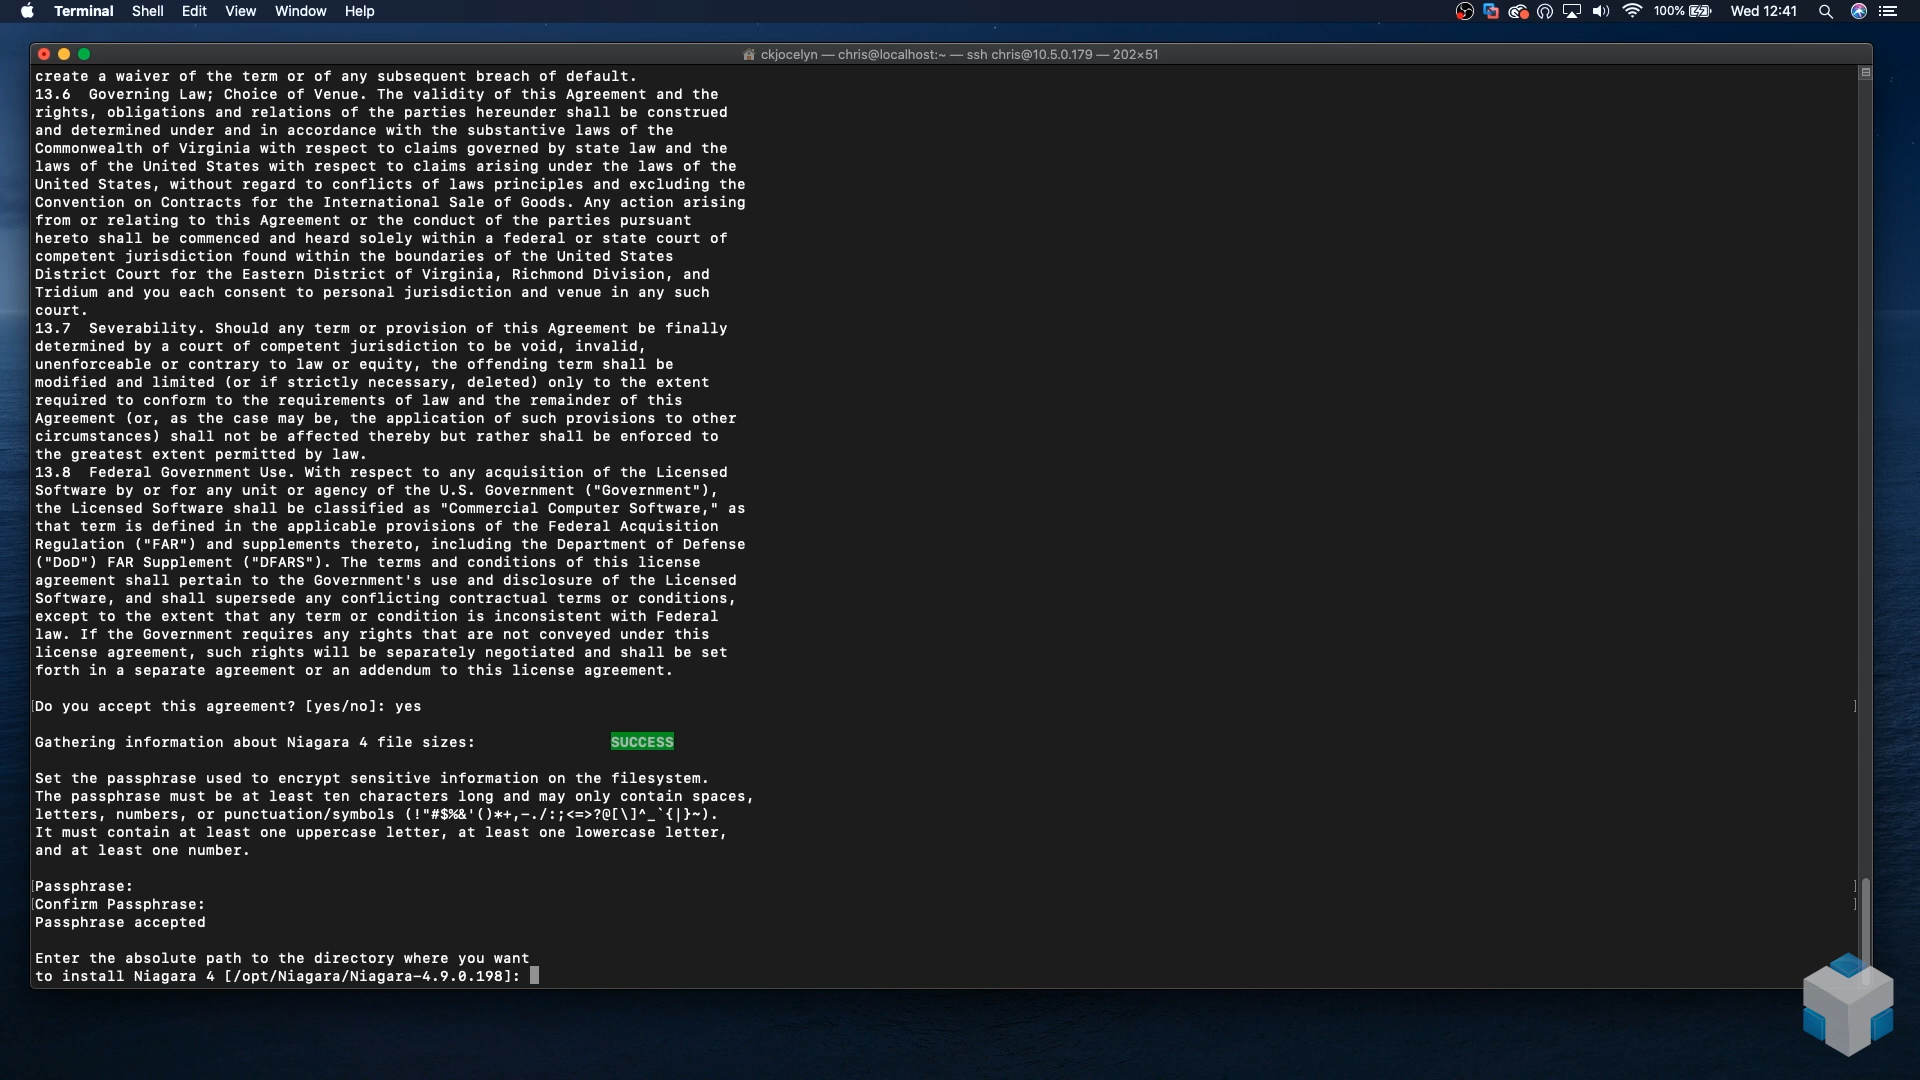 Terminal Shell Edit View Window Help 100% Wed 12:41
ckjocelyn — chris@localhost:~ — ssh chris@10.5.0.179 — 202×51
create a waiver of the term or of any subsequent breach of default.
13.6  Governing Law; Choice of Venue. The validity of this Agreement and the
rights, obligations and relations of the parties hereunder shall be construed
and determined under and in accordance with the substantive laws of the
Commonwealth of Virginia with respect to claims governed by state law and the
laws of the United States with respect to claims arising under the laws of the
United States, without regard to conflicts of laws principles and excluding the
Convention on Contracts for the International Sale of Goods. Any action arising
from or relating to this Agreement or the conduct of the parties pursuant
hereto shall be commenced and heard solely within a federal or state court of
competent jurisdiction found within the boundaries of the United States
District Court for the Eastern District of Virginia, Richmond Division, and
Tridium and you each consent to personal jurisdiction and venue in any such
court.
13.7  Severability. Should any term or provision of this Agreement be finally
determined by a court of competent jurisdiction to be void, invalid,
unenforceable or contrary to law or equity, the offending term shall be
modified and limited (or if strictly necessary, deleted) only to the extent
required to conform to the requirements of law and the remainder of this
Agreement (or, as the case may be, the application of such provisions to other
circumstances) shall not be affected thereby but rather shall be enforced to
the greatest extent permitted by law.
13.8  Federal Government Use. With respect to any acquisition of the Licensed
Software by or for any unit or agency of the U.S. Government ("Government"),
the Licensed Software shall be classified as "Commercial Computer Software," as
that term is defined in the applicable provisions of the Federal Acquisition
Regulation ("FAR") and supplements thereto, including the Department of Defense
("DoD") FAR Supplement ("DFARS"). The terms and conditions of this license
agreement shall pertain to the Government's use and disclosure of the Licensed
Software, and shall supersede any conflicting contractual terms or conditions,
except to the extent that any term or condition is inconsistent with Federal
law. If the Government requires any rights that are not conveyed under this
license agreement, such rights will be separately negotiated and shall be set
forth in a separate agreement or an addendum to this license agreement.
[Do you accept this agreement? [yes/no]: yes ]
Gathering information about Niagara 4 file sizes: SUCCESS
Set the passphrase used to encrypt sensitive information on the filesystem.
The passphrase must be at least ten characters long and may only contain spaces,
letters, numbers, or punctuation/symbols (!"#$%&'()*+,-./:;<=>?@[\]^_`{|}~).
It must contain at least one uppercase letter, at least one lowercase letter,
and at least one number.
[Passphrase: ]
[Confirm Passphrase: ]
Passphrase accepted
Enter the absolute path to the directory where you want
to install Niagara 4 [/opt/Niagara/Niagara-4.9.0.198]: